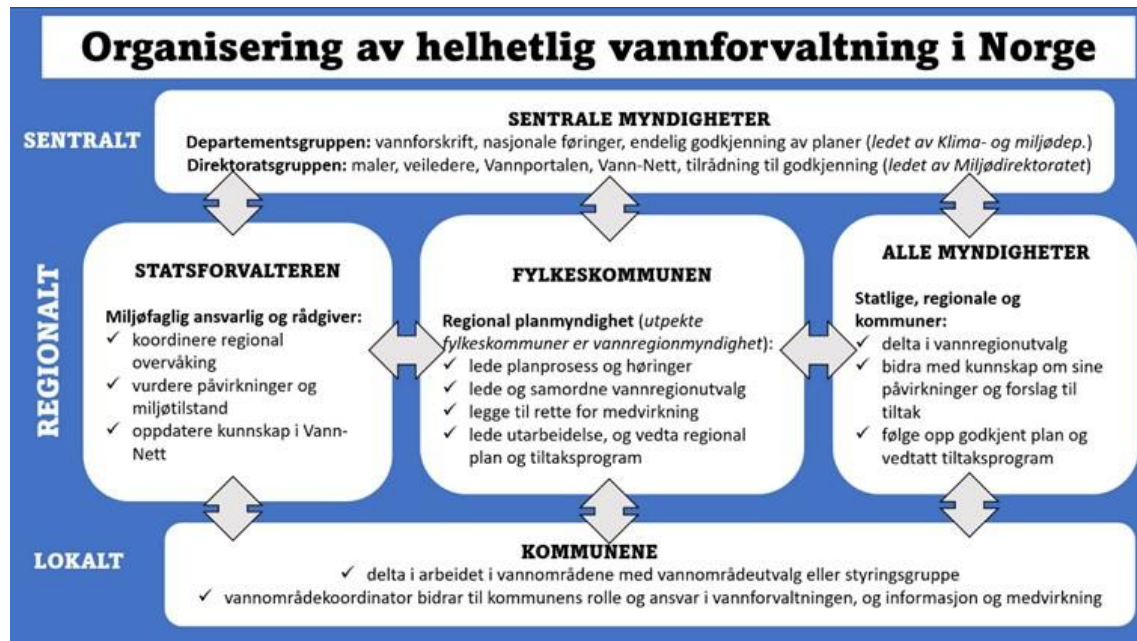 Organisering av helhetlig vannforvaltning i Norge
SENTRALT
SENTRALE MYNDIGHETER
Departementsgruppen: vannforskrift, nasjonale føringer, endelig godkjenning av planer (ledet av Klima- og miljødep.)
Direktoratsgruppen: maler, veiledere, Vannportalen, Vann-Nett, tilrådning til godkjenning (ledet av Miljødirektoratet)
REGIONALT
STATSFORVALTEREN
Miljøfaglig ansvarlig og rådgiver:
✓ koordinere regional
overvåking
✓ vurdere påvirkninger og
miljøtilstand
✓ oppdatere kunnskap i Vann-
Nett
FYLKESKOMMUNEN
Regional planmyndighet (utpekte
fylkeskommuner er vannregionmyndighet):
✓ lede planprosess og høringer
✓ lede og samordne vannregionutvalg
✓ legge til rette for medvirkning
✓ lede utarbeidelse, og vedta regional
plan og tiltaksprogram
ALLE MYNDIGHETER
Statlige, regionale og
kommuner:
✓ delta i vannregionutvalg
✓ bidra med kunnskap om sine
påvirkninger og forslag til
tiltak
✓ følge opp godkjent plan og
vedtatt tiltaksprogram
LOKALT
KOMMUNENE
✓ delta i arbeidet i vannområdene med vannområdeutvalg eller styringsgruppe
✓ vannområdekoordinator bidrar til kommunens rolle og ansvar i vannforvaltningen, og informasjon og medvirkning